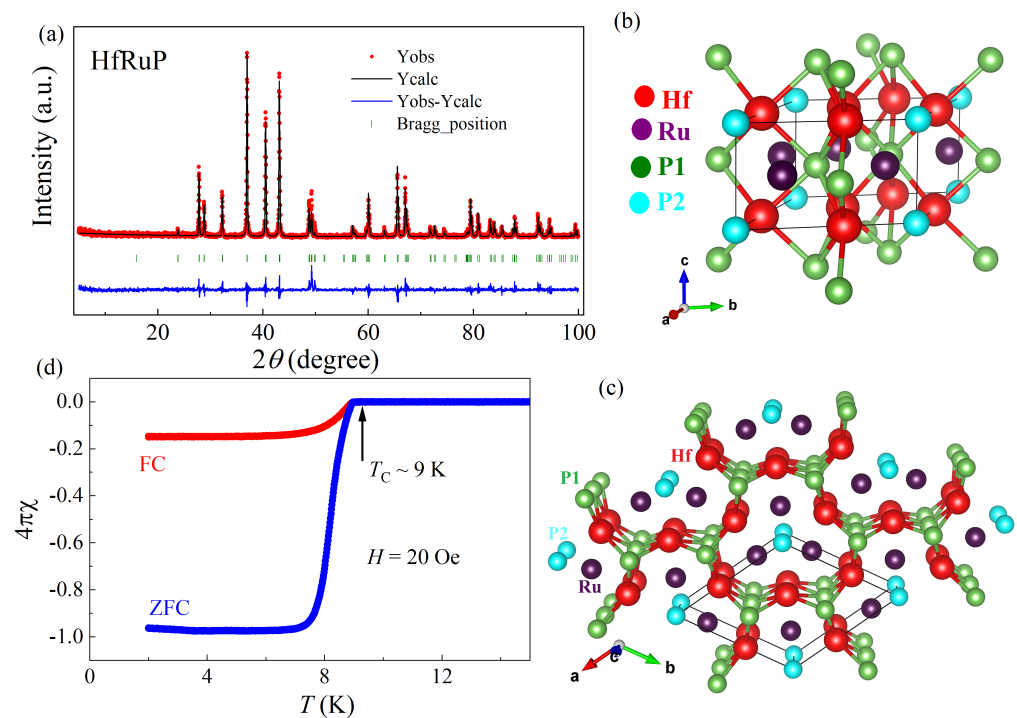 (a)
HfRuP
Yobs
Ycalc
Yobs-Ycalc
Bragg_position
Intensity (a.u.)
20 40 60 80 100
2θ (degree)
(b)
Hf
Ru
P1
P2
c
a
b
(d)
0.0
-0.2
-0.4
-0.6
-0.8
-1.0
4πχ
FC
ZFC
T_C ~ 9 K
H = 20 Oe
0 4 8 12
T (K)
(c)
Hf
P1
P2
Ru
a
c
b